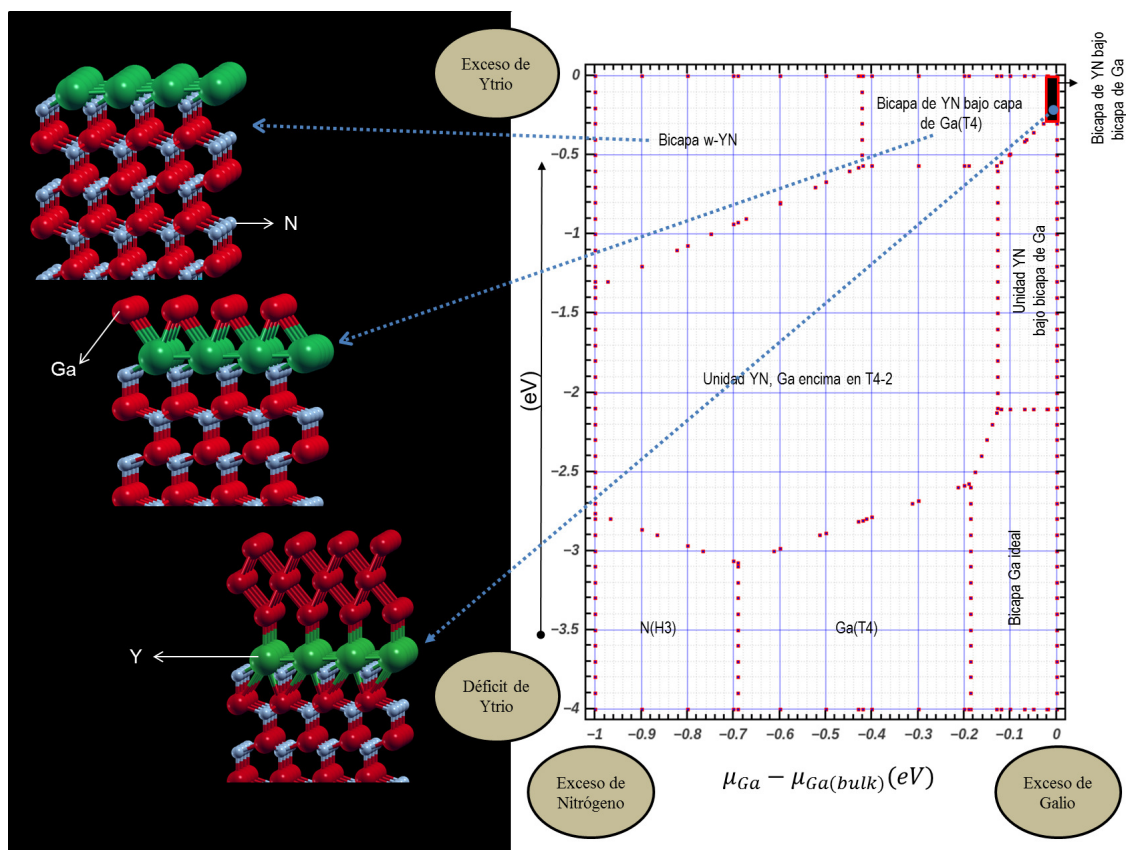 Exceso de
Ytrio
N
Ga
Y
Déficit de
Ytrio
(eV)
0
−0.5
−1
−1.5
−2
−2.5
−3
−3.5
−4
Bicapa w-YN
Bicapa de YN bajo capa
de Ga(T4)
Bicapa de YN bajo
bicapa de Ga
Unidad YN
bajo bicapa de Ga
Unidad YN, Ga encima en T4-2
Bicapa Ga ideal
N(H3)
Ga(T4)
−1 −0.9 −0.8 −0.7 −0.6 −0.5 −0.4 −0.3 −0.2 −0.1 0
Exceso de
Nitrógeno
μGa − μGa(bulk)(eV)
Exceso de
Galio